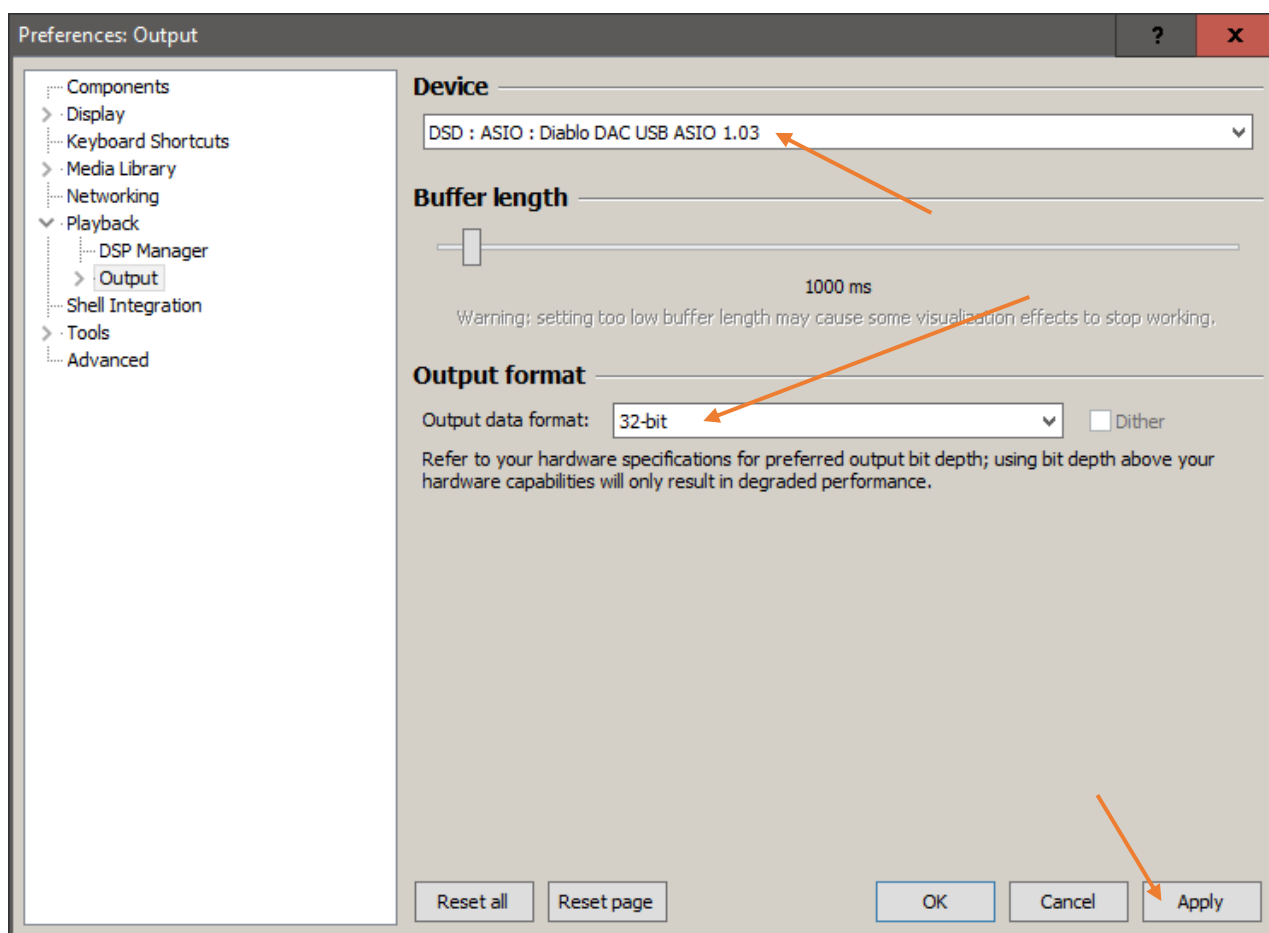 Preferences: Output
?
x
Components
Display
Keyboard Shortcuts
Media Library
Networking
Playback
DSP Manager
Output
Shell Integration
Tools
Advanced
Device
DSD : ASIO : Diablo DAC USB ASIO 1.03
Buffer length
1000 ms
Warning: setting too low buffer length may cause some visualization effects to stop working.
Output format
Output data format: 32-bit Dither
Refer to your hardware specifications for preferred output bit depth; using bit depth above your
hardware capabilities will only result in degraded performance.
Reset all Reset page OK Cancel Apply